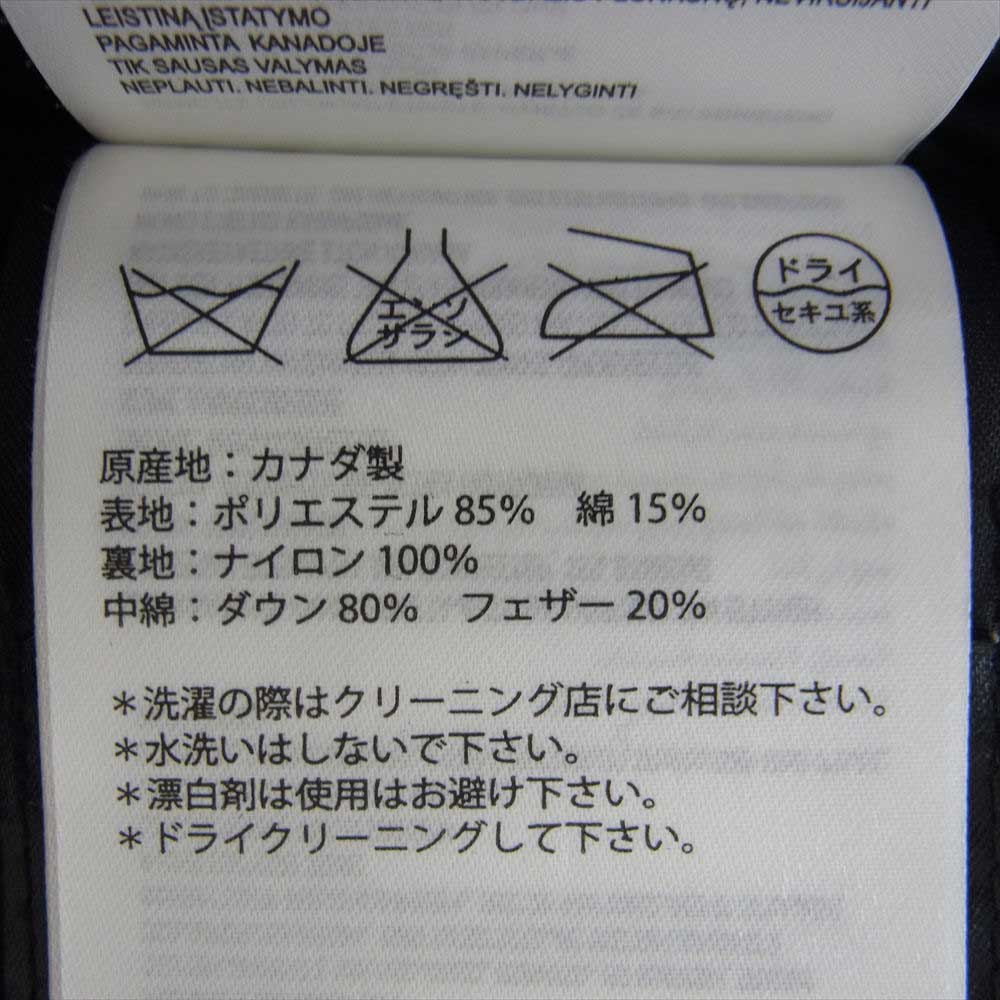 LEISTINĄ ĮSTATYMO
PAGAMINTA KANADOJE
TIK SAUSAS VALYMAS
NEPLAUTI. NEBALINTI. NEGRĘŠTI. NELYGINTI
エンソ
サラシ
ドライ
セキユ系
原産地：カナダ製
表地：ポリエステル 85%　綿 15%
裏地：ナイロン 100%
中綿：ダウン 80%　フェザー 20%
＊洗濯の際はクリーニング店にご相談下さい。
＊水洗いはしないで下さい。
＊漂白剤は使用はお避け下さい。
＊ドライクリーニングして下さい。